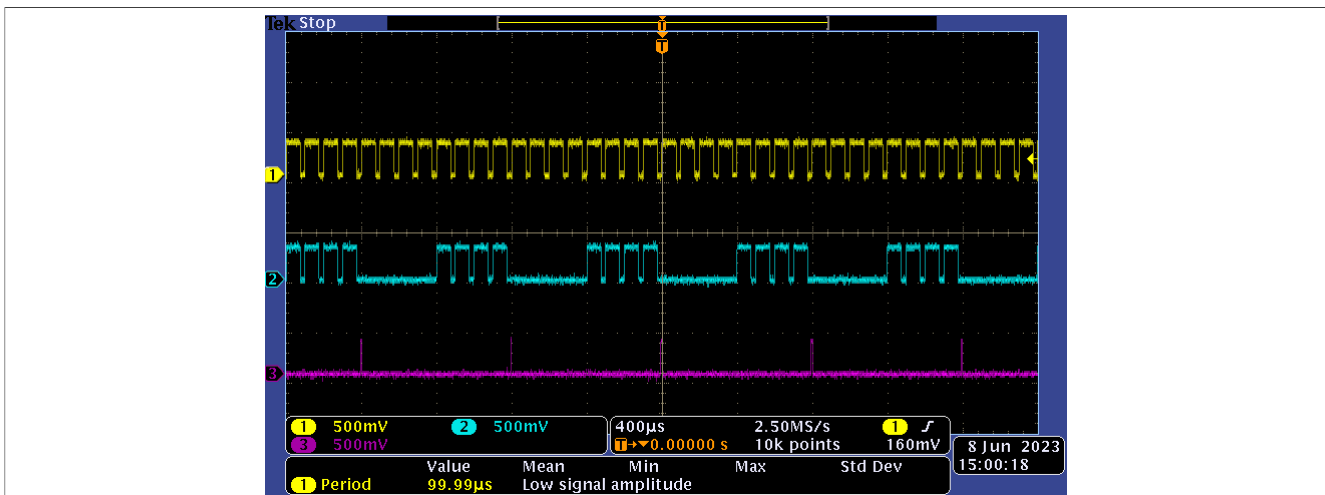 Tek Stop
T
T
1
2
3
1 500mV 2 500mV
3 500mV
400µs 2.50MS/s 1
T→▼0.00000 s 10k points 160mV
8 Jun 2023
15:00:18
Value Mean Min Max Std Dev
1 Period 99.99µs Low signal amplitude